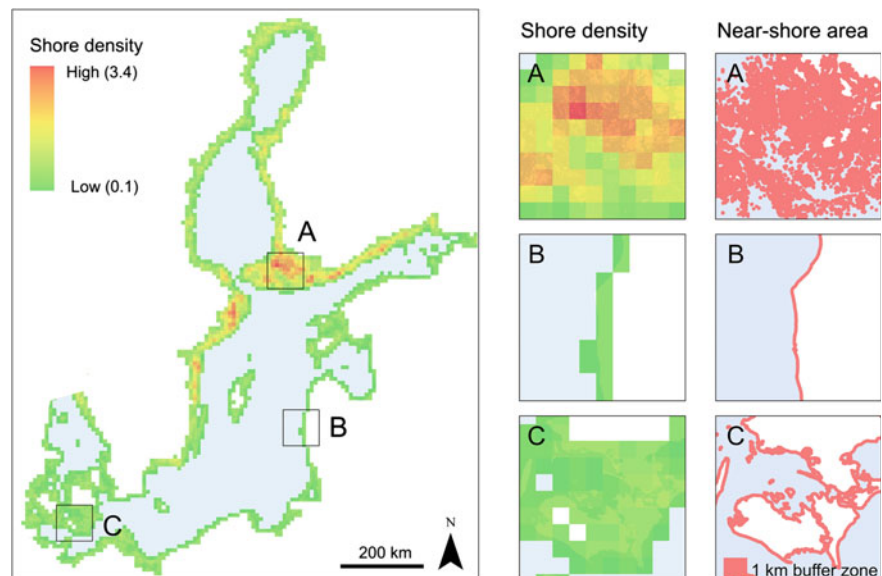 Shore density
High (3.4)
Low (0.1)
A
B
C
N
200 km
Shore density
Near-shore area
A
A
B
B
C
C
1 km buffer zone